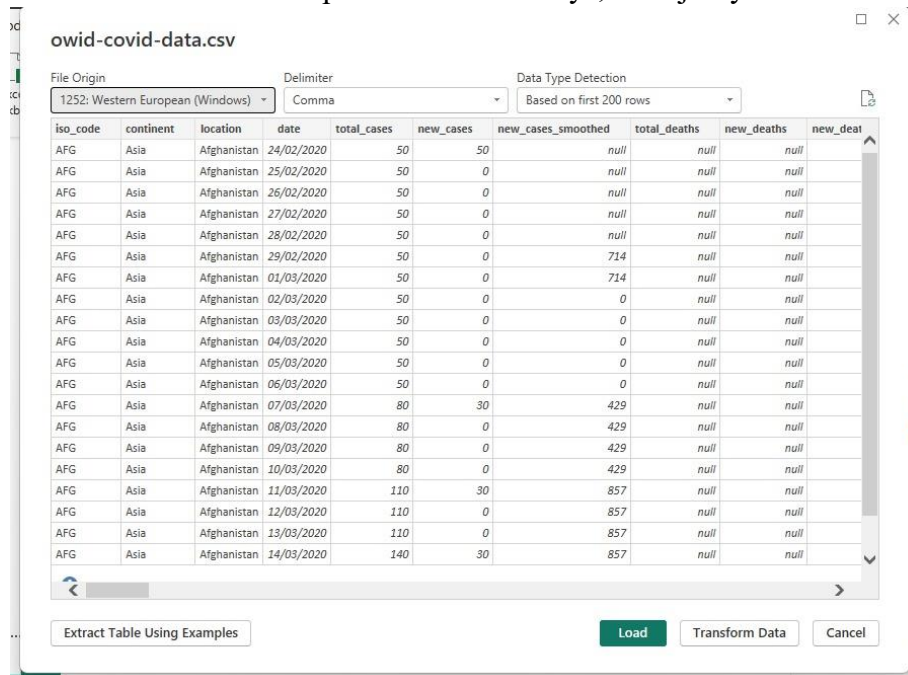 owid-covid-data.csv
File Origin Delimiter Data Type Detection
1252: Western European (Windows) Comma Based on first 200 rows
iso_code continent location date total_cases new_cases new_cases_smoothed total_deaths new_deaths new_deat
AFG Asia Afghanistan 24/02/2020 50 50 null null null
AFG Asia Afghanistan 25/02/2020 50 0 null null null
AFG Asia Afghanistan 26/02/2020 50 0 null null null
AFG Asia Afghanistan 27/02/2020 50 0 null null null
AFG Asia Afghanistan 28/02/2020 50 0 null null null
AFG Asia Afghanistan 29/02/2020 50 0 714 null null
AFG Asia Afghanistan 01/03/2020 50 0 714 null null
AFG Asia Afghanistan 02/03/2020 50 0 0 null null
AFG Asia Afghanistan 03/03/2020 50 0 0 null null
AFG Asia Afghanistan 04/03/2020 50 0 0 null null
AFG Asia Afghanistan 05/03/2020 50 0 0 null null
AFG Asia Afghanistan 06/03/2020 50 0 0 null null
AFG Asia Afghanistan 07/03/2020 80 30 429 null null
AFG Asia Afghanistan 08/03/2020 80 0 429 null null
AFG Asia Afghanistan 09/03/2020 80 0 429 null null
AFG Asia Afghanistan 10/03/2020 80 0 429 null null
AFG Asia Afghanistan 11/03/2020 110 30 857 null null
AFG Asia Afghanistan 12/03/2020 110 0 857 null null
AFG Asia Afghanistan 13/03/2020 110 0 857 null null
AFG Asia Afghanistan 14/03/2020 140 30 857 null null
Extract Table Using Examples Load Transform Data Cancel